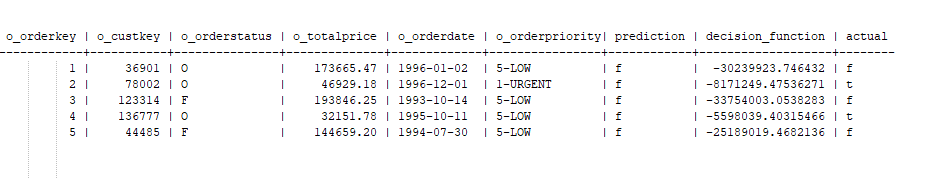 o_orderkey | o_custkey | o_orderstatus | o_totalprice | o_orderdate | o_orderpriority| prediction | decision_function | actual
-----------+-----------+---------------+--------------+-------------+----------------+------------+-------------------+-------
1 | 36901 | O | 173665.47 | 1996-01-02 | 5-LOW | f | -30239923.746432 | f
2 | 78002 | O | 46929.18 | 1996-12-01 | 1-URGENT | f | -8171249.47536271 | t
3 | 123314 | F | 193846.25 | 1993-10-14 | 5-LOW | f | -33754003.0538283 | f
4 | 136777 | O | 32151.78 | 1995-10-11 | 5-LOW | f | -5598039.40315466 | t
5 | 44485 | F | 144659.20 | 1994-07-30 | 5-LOW | f | -25189019.4682136 | f